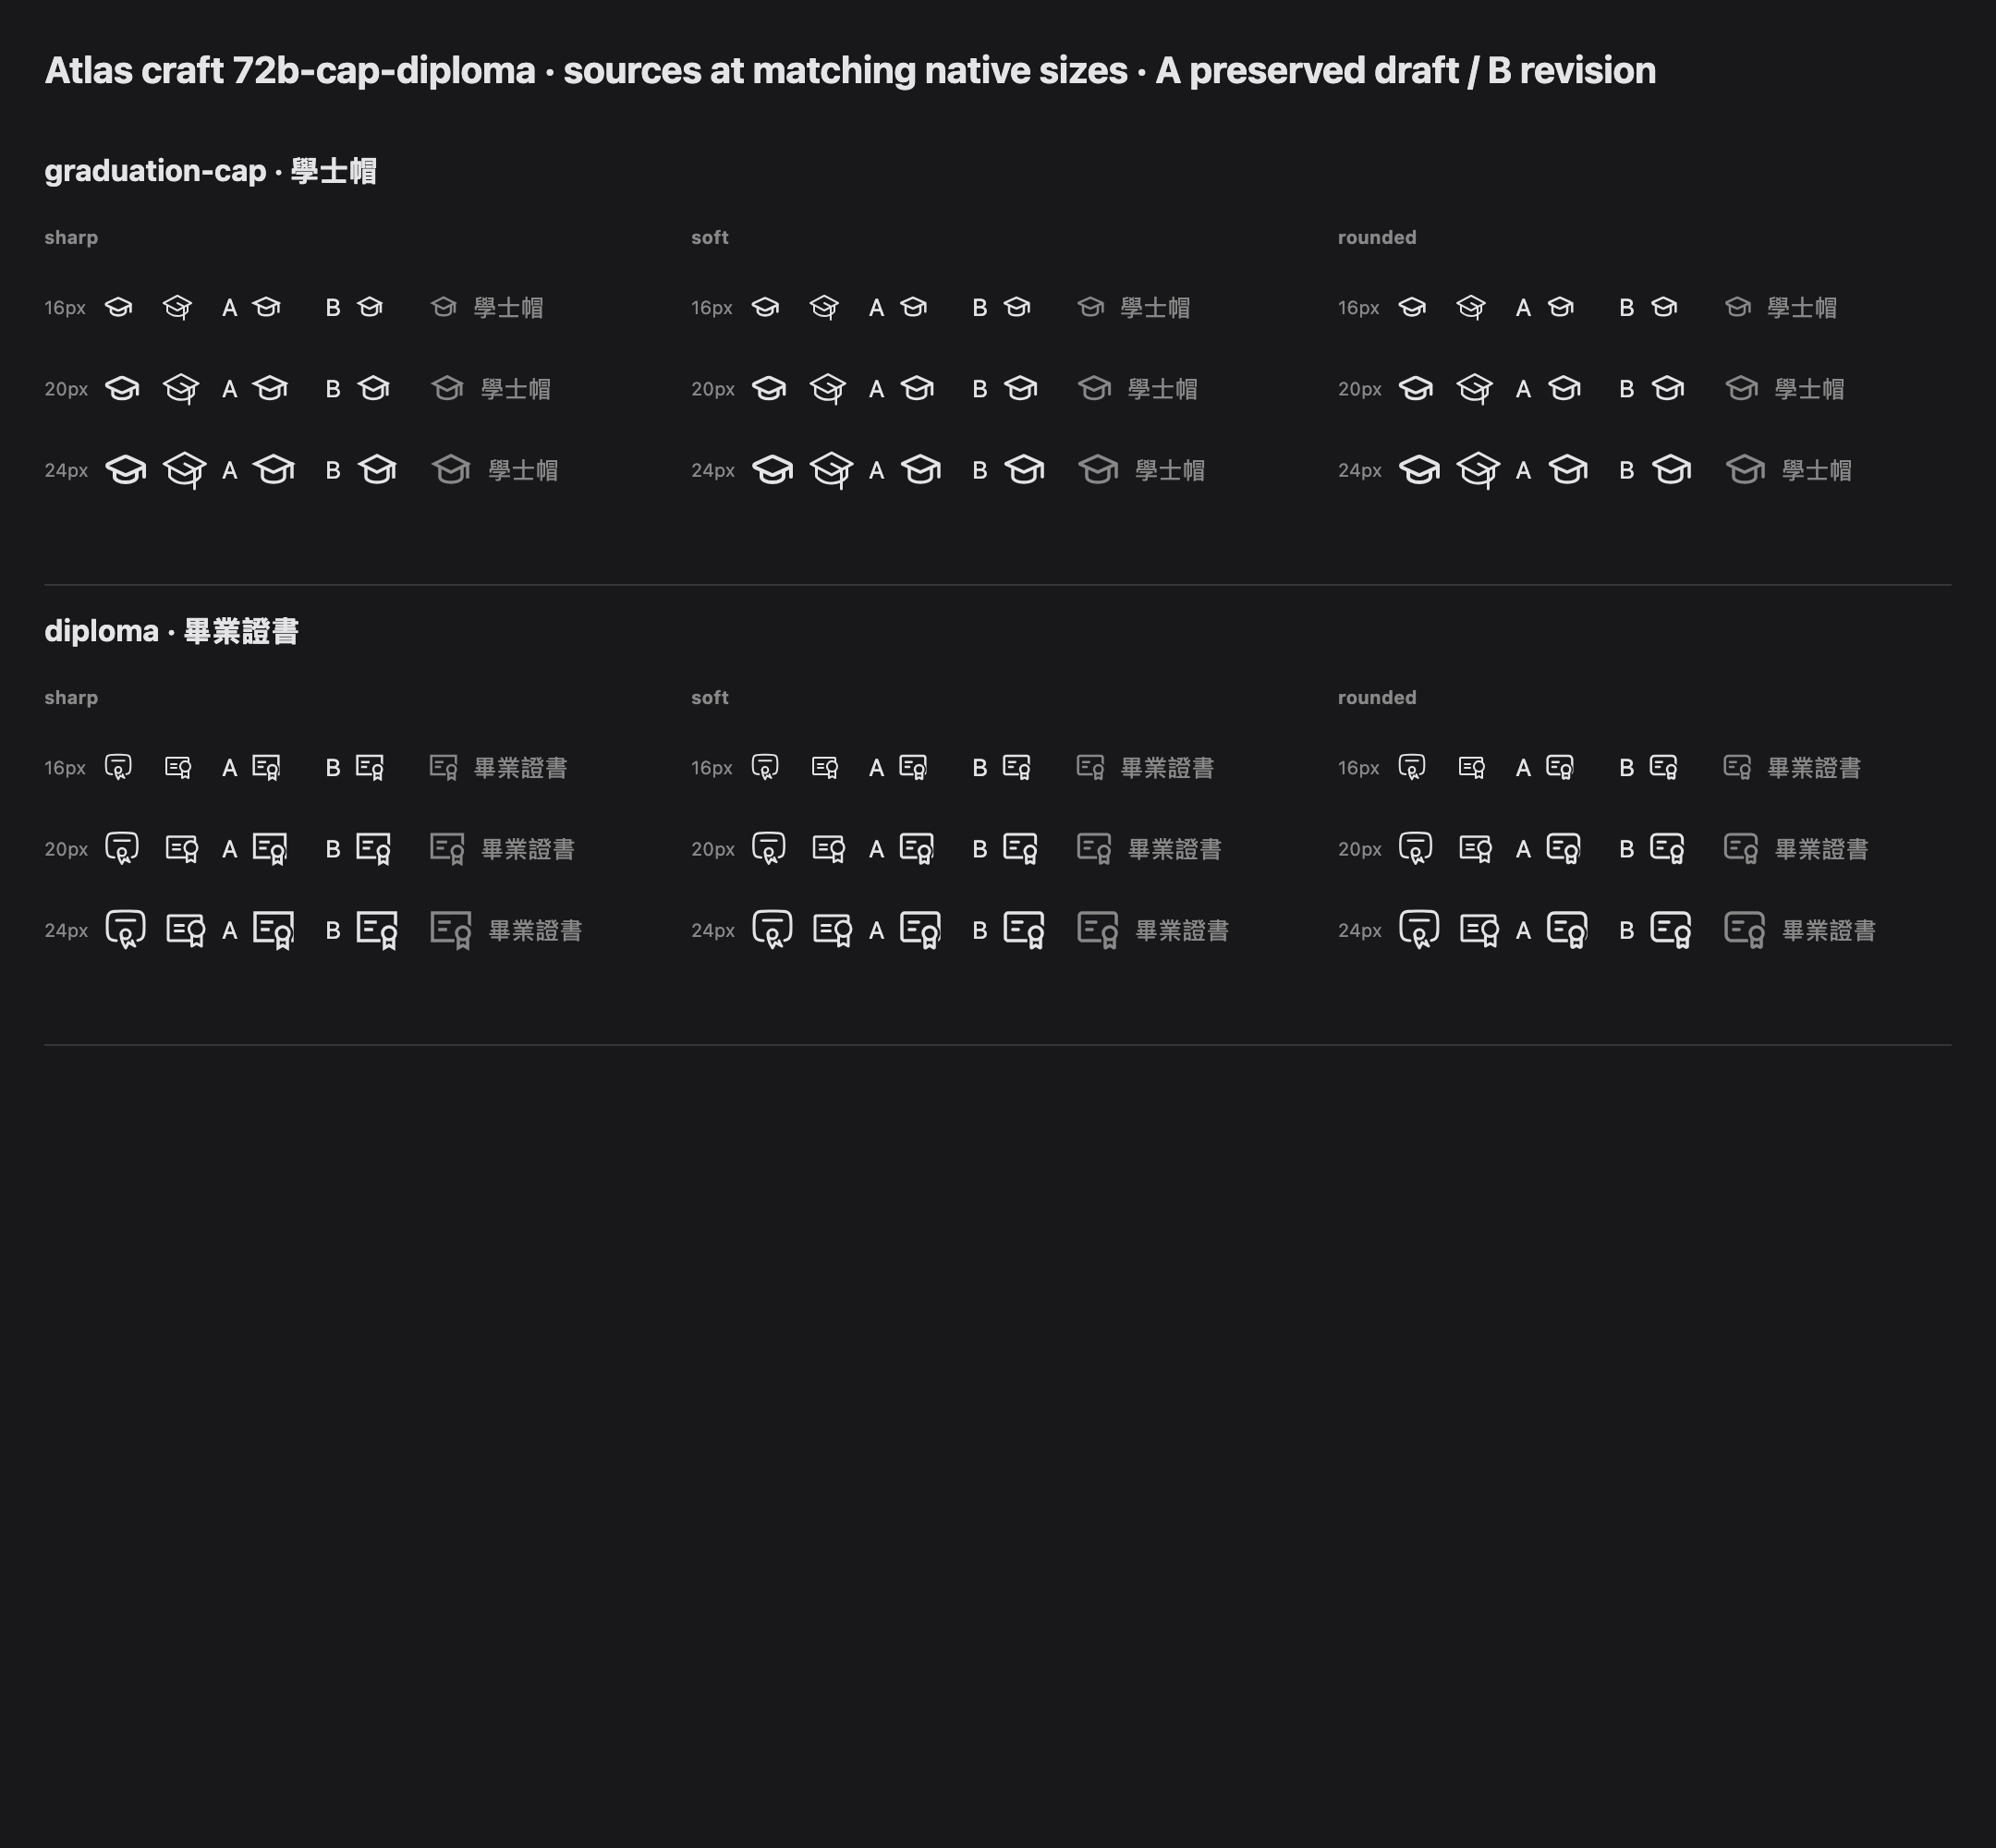 Atlas craft 72b-cap-diploma · sources at matching native sizes · A preserved draft / B revision
graduation-cap · 學士帽
sharp soft rounded
16px A B 學士帽 16px A B 學士帽 16px A B 學士帽
20px A B 學士帽 20px A B 學士帽 20px A B 學士帽
24px A B 學士帽 24px A B 學士帽 24px A B 學士帽
diploma · 畢業證書
sharp soft rounded
16px A B 畢業證書 16px A B 畢業證書 16px A B 畢業證書
20px A B 畢業證書 20px A B 畢業證書 20px A B 畢業證書
24px A B 畢業證書 24px A B 畢業證書 24px A B 畢業證書